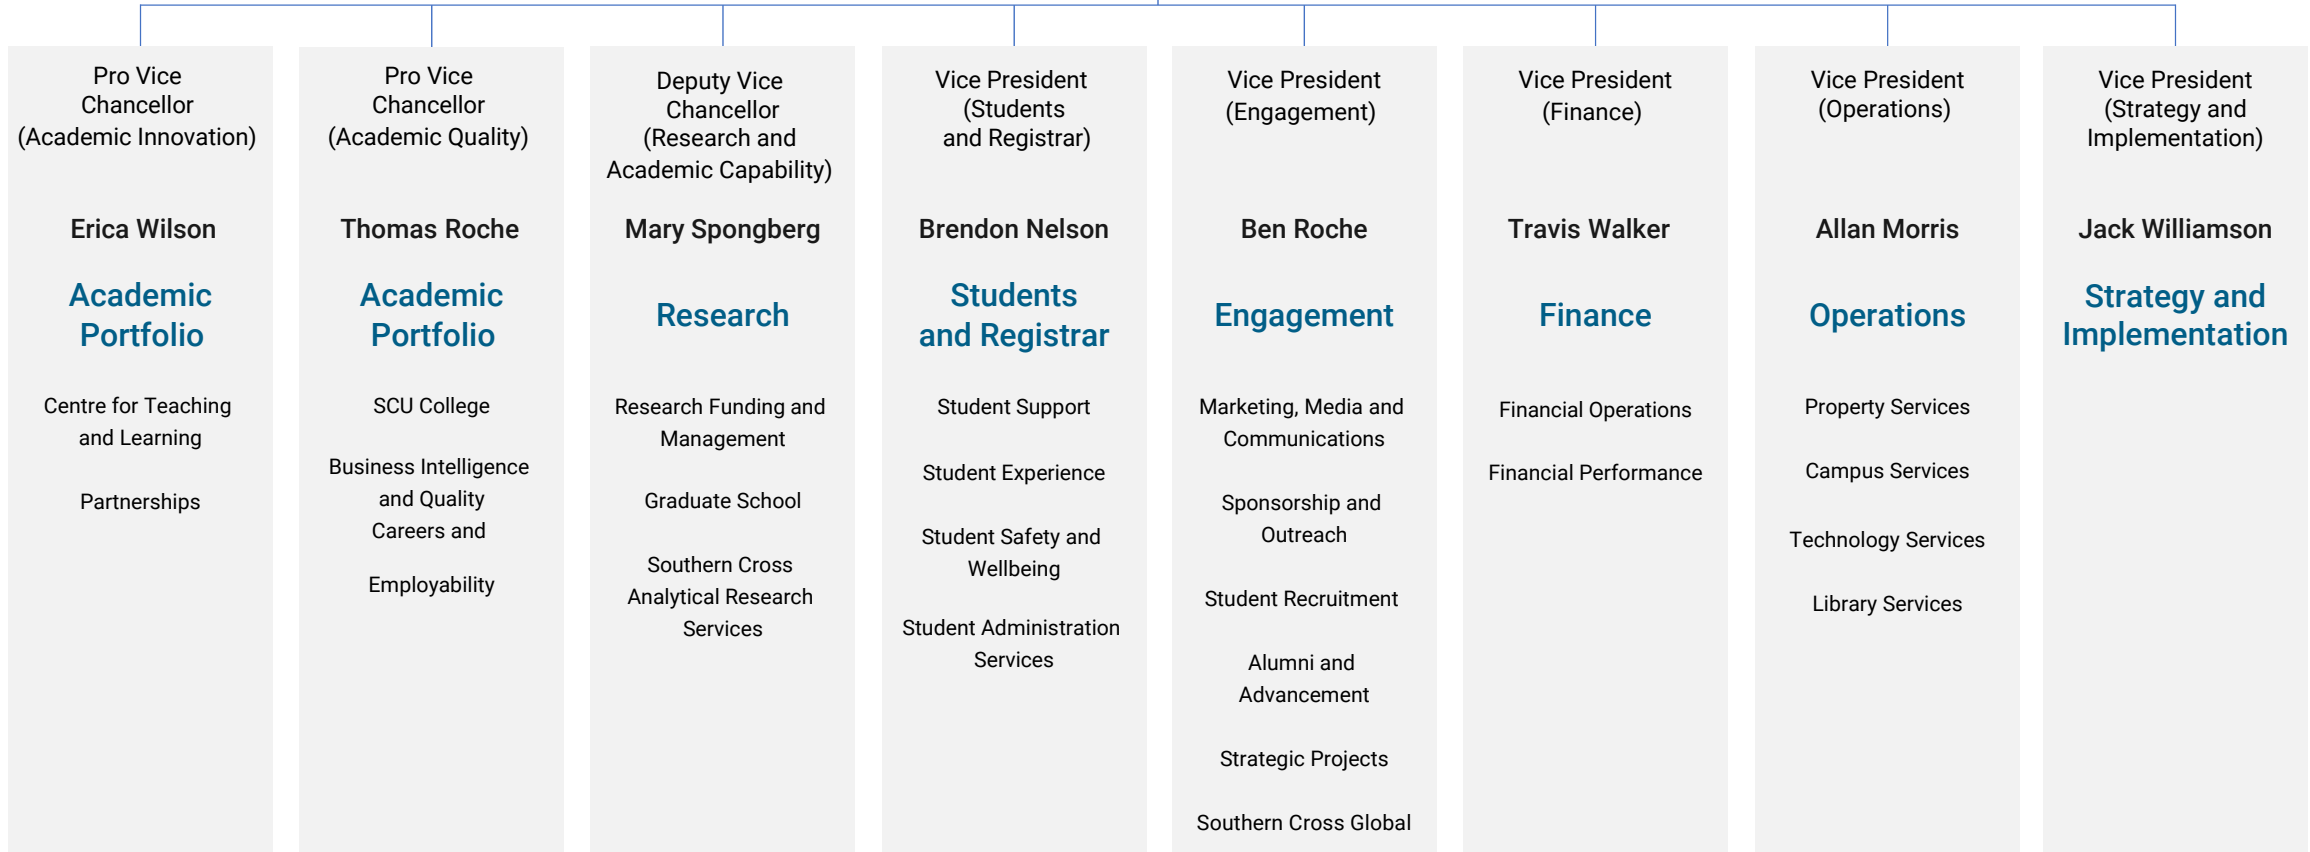 Pro Vice
Chancellor
(Academic Innovation)
Erica Wilson
Academic
Portfolio
Centre for Teaching
and Learning
Partnerships
Pro Vice
Chancellor
(Academic Quality)
Thomas Roche
Academic
Portfolio
SCU College
Business Intelligence
and Quality
Careers and
Employability
Deputy Vice
Chancellor
(Research and
Academic Capability)
Mary Spongberg
Research
Research Funding and
Management
Graduate School
Southern Cross
Analytical Research
Services
Vice President
(Students
and Registrar)
Brendon Nelson
Students
and Registrar
Student Support
Student Experience
Student Safety and
Wellbeing
Student Administration
Services
Vice President
(Engagement)
Ben Roche
Engagement
Marketing, Media and
Communications
Sponsorship and
Outreach
Student Recruitment
Alumni and
Advancement
Strategic Projects
Southern Cross Global
Vice President
(Finance)
Travis Walker
Finance
Financial Operations
Financial Performance
Vice President
(Operations)
Allan Morris
Operations
Property Services
Campus Services
Technology Services
Library Services
Vice President
(Strategy and
Implementation)
Jack Williamson
Strategy and
Implementation